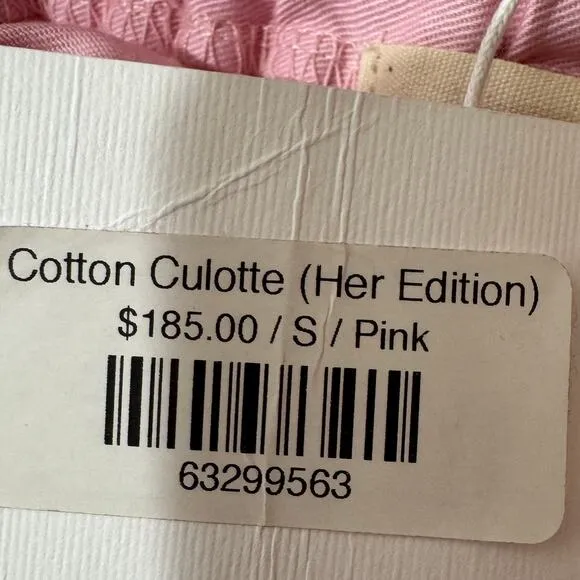 Cotton Culotte (Her Edition)
$185.00 / S / Pink
63299563